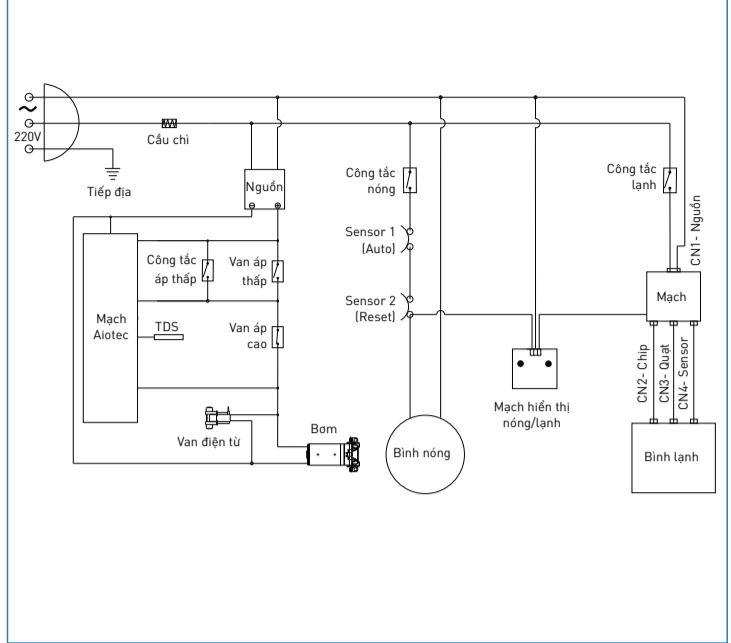 ~
220V
Cầu chì
Tiếp địa
Nguồn
Công tắc
nóng
Công tắc
lạnh
CN1- Nguồn
Sensor 1
(Auto)
Công tắc
áp thấp
Van áp
thấp
Sensor 2
(Reset)
Mạch
Mạch
Aiotec
TDS
Van áp
cao
CN2- Chip
CN3- Quạt
CN4- Sensor
Mạch hiển thị
nóng/lạnh
Van điện từ
Bơm
Bình nóng
Bình lạnh